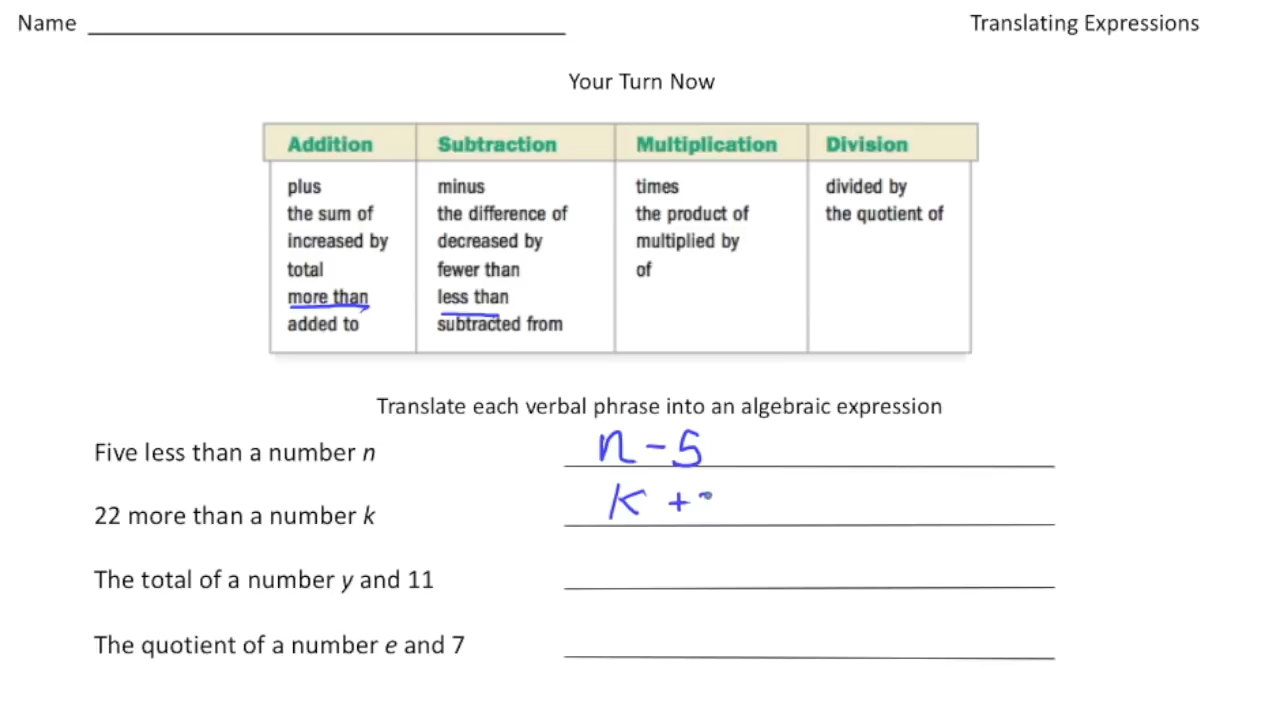 Name Translating Expressions
Your Turn Now
Addition Subtraction Multiplication Division
plus minus times divided by
the sum of the difference of the product of the quotient of
increased by decreased by multiplied by
total fewer than of
more than less than
added to subtracted from
Translate each verbal phrase into an algebraic expression
Five less than a number n n - 5
22 more than a number k k +
The total of a number y and 11
The quotient of a number e and 7